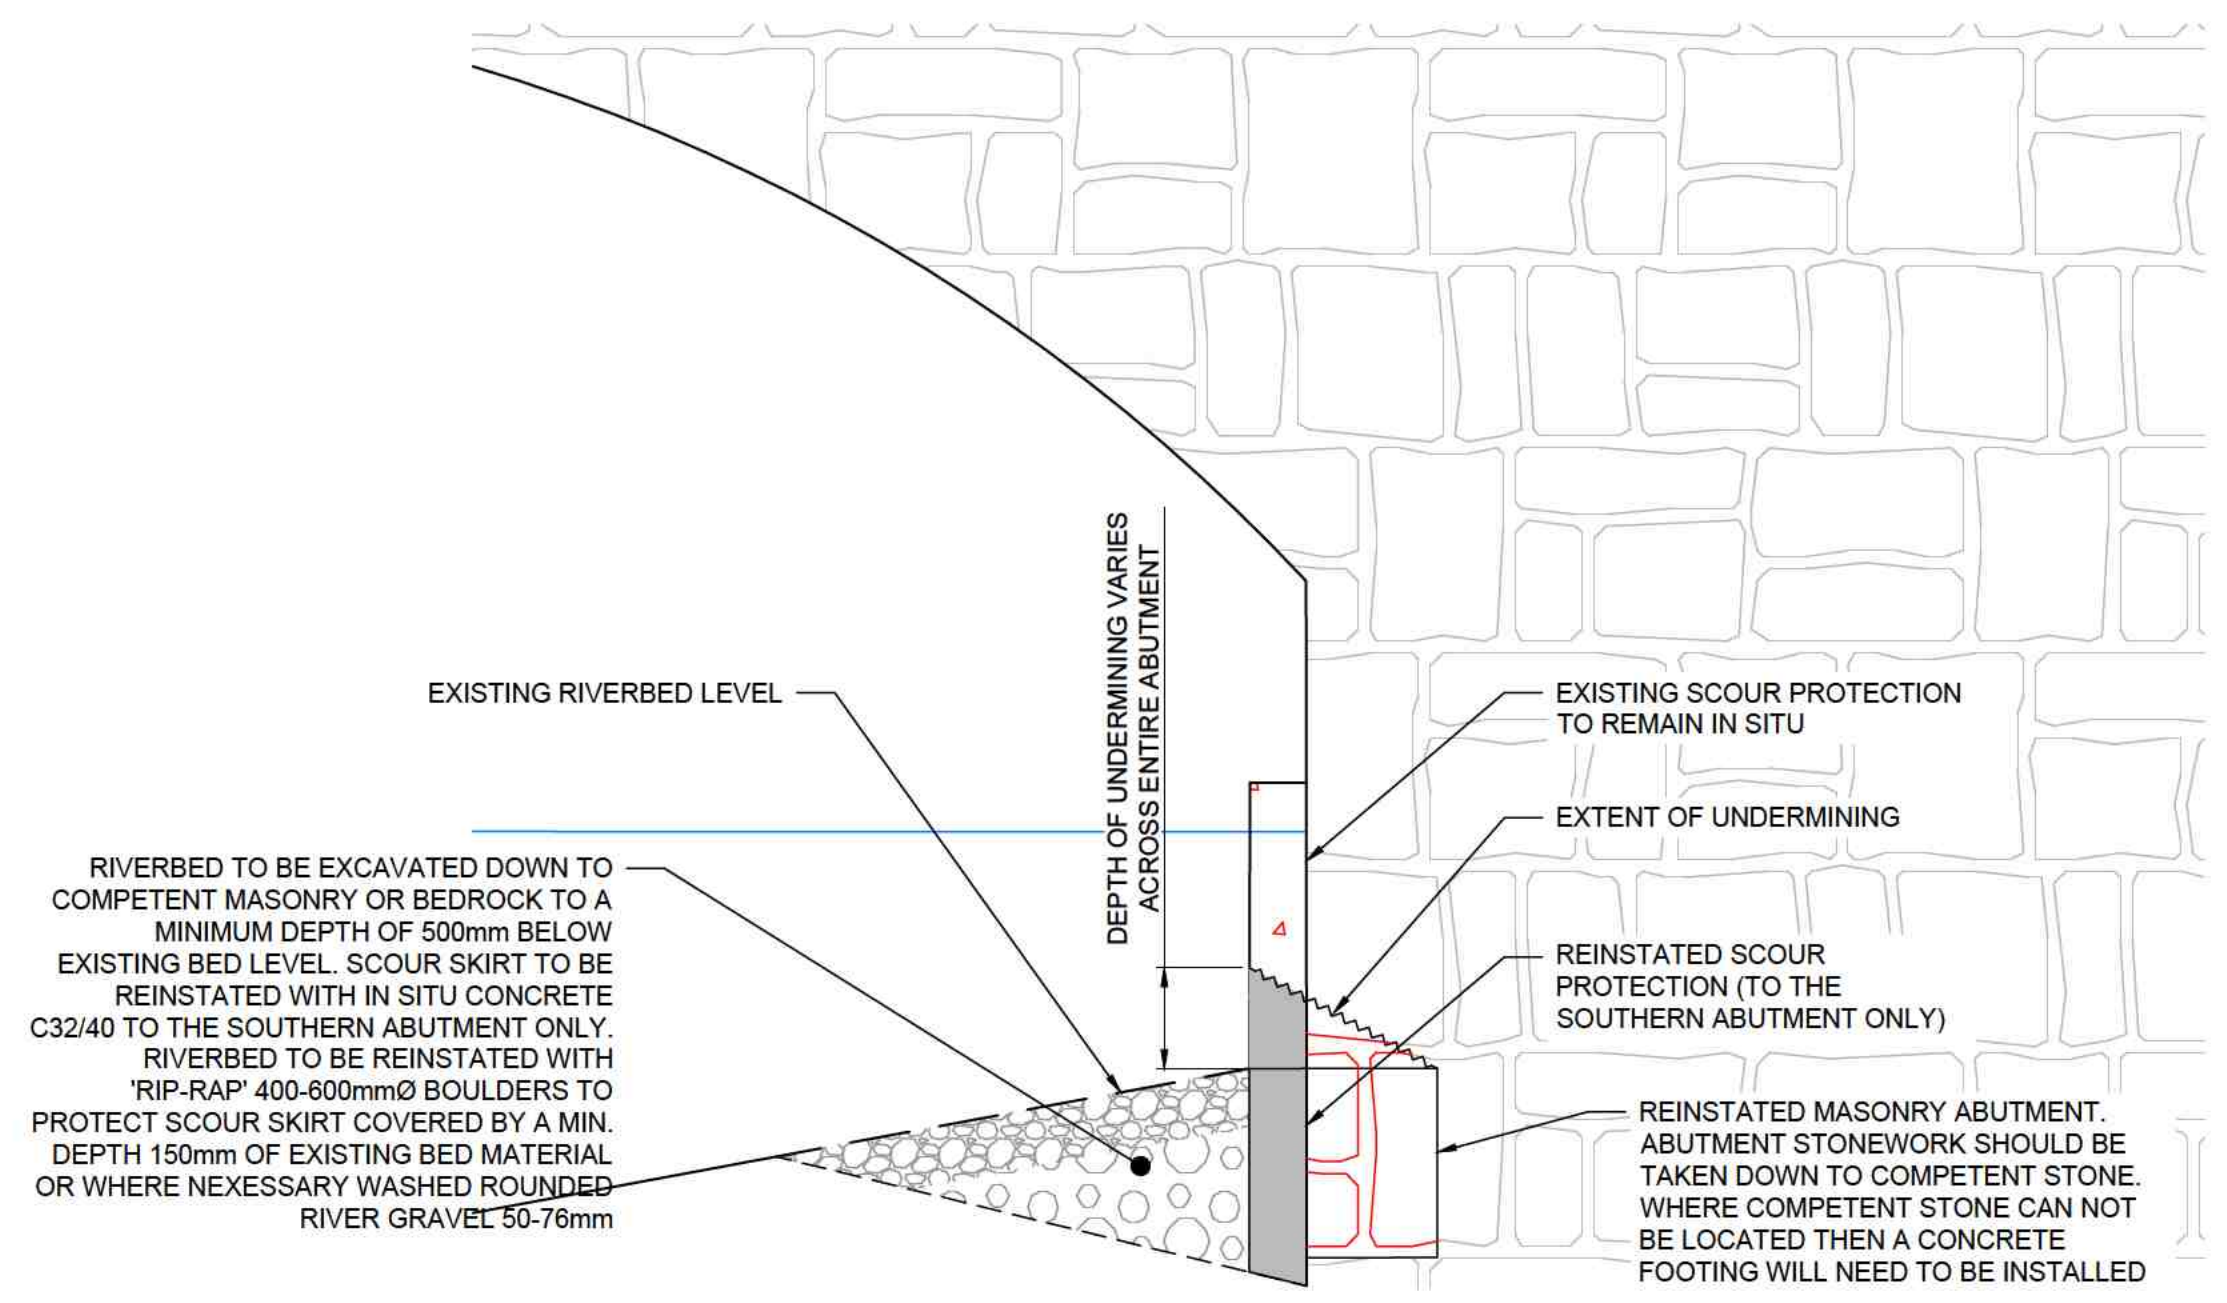 DEPTH OF UNDERMINING VARIES
ACROSS ENTIRE ABUTMENT
EXISTING RIVERBED LEVEL
RIVERBED TO BE EXCAVATED DOWN TO
COMPETENT MASONRY OR BEDROCK TO A
MINIMUM DEPTH OF 500mm BELOW
EXISTING BED LEVEL. SCOUR SKIRT TO BE
REINSTATED WITH IN SITU CONCRETE
C32/40 TO THE SOUTHERN ABUTMENT ONLY.
RIVERBED TO BE REINSTATED WITH
'RIP-RAP' 400-600mmØ BOULDERS TO
PROTECT SCOUR SKIRT COVERED BY A MIN.
DEPTH 150mm OF EXISTING BED MATERIAL
OR WHERE NEXESSARY WASHED ROUNDED
RIVER GRAVEL 50-76mm
EXISTING SCOUR PROTECTION
TO REMAIN IN SITU
EXTENT OF UNDERMINING
REINSTATED SCOUR
PROTECTION (TO THE
SOUTHERN ABUTMENT ONLY)
REINSTATED MASONRY ABUTMENT.
ABUTMENT STONEWORK SHOULD BE
TAKEN DOWN TO COMPETENT STONE.
WHERE COMPETENT STONE CAN NOT
BE LOCATED THEN A CONCRETE
FOOTING WILL NEED TO BE INSTALLED